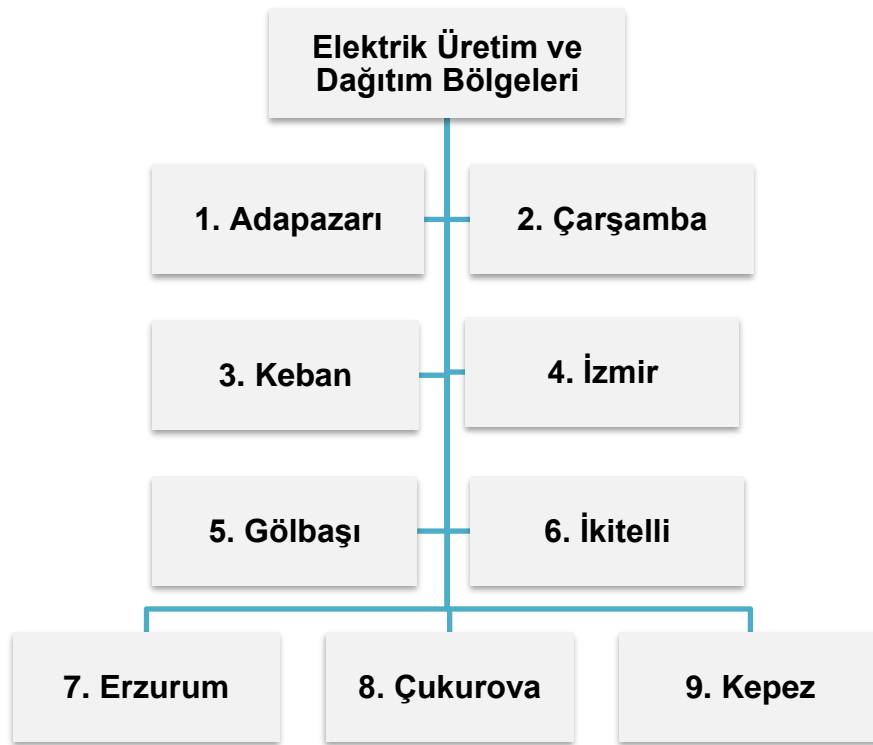 Elektrik Üretim ve
Dağıtım Bölgeleri
1. Adapazarı
2. Çarşamba
3. Keban
4. İzmir
5. Gölbaşı
6. İkitelli
7. Erzurum
8. Çukurova
9. Kepez